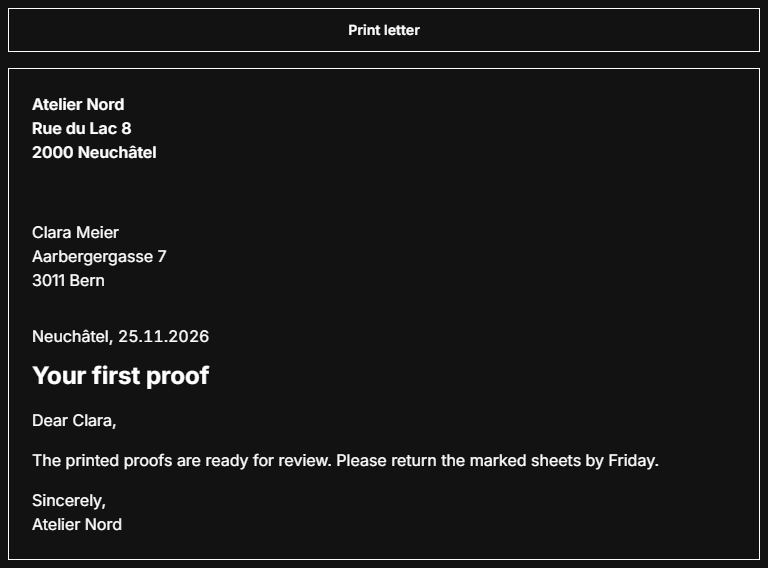 Print letter
Atelier Nord
Rue du Lac 8
2000 Neuchâtel
Clara Meier
Aarbergergasse 7
3011 Bern
Neuchâtel, 25.11.2026
Your first proof
Dear Clara,
The printed proofs are ready for review. Please return the marked sheets by Friday.
Sincerely,
Atelier Nord